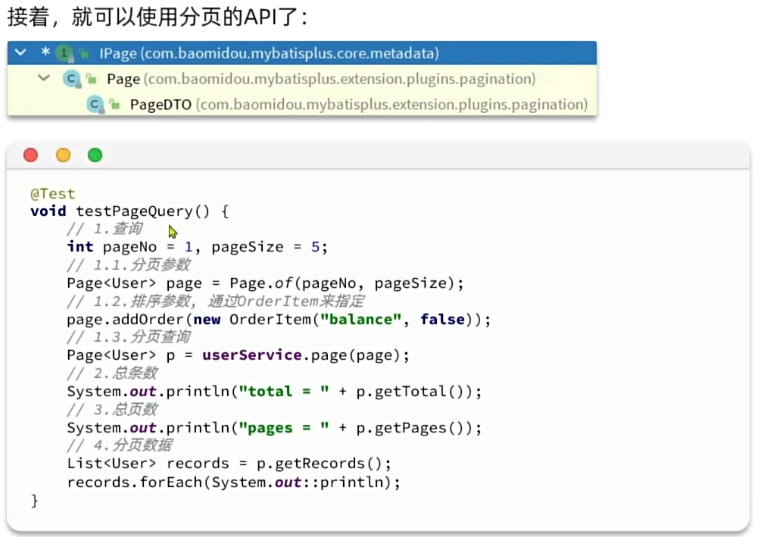 接着，就可以使用分页的API了：
* I IPage (com.baomidou.mybatisplus.core.metadata)
C Page (com.baomidou.mybatisplus.extension.plugins.pagination)
C PageDTO (com.baomidou.mybatisplus.extension.plugins.pagination)
@Test
void testPageQuery() {
// 1.查询
int pageNo = 1, pageSize = 5;
// 1.1.分页参数
Page<User> page = Page.of(pageNo, pageSize);
// 1.2.排序参数, 通过OrderItem来指定
page.addOrder(new OrderItem("balance", false));
// 1.3.分页查询
Page<User> p = userService.page(page);
// 2.总条数
System.out.println("total = " + p.getTotal());
// 3.总页数
System.out.println("pages = " + p.getPages());
// 4.分页数据
List<User> records = p.getRecords();
records.forEach(System.out::println);
}